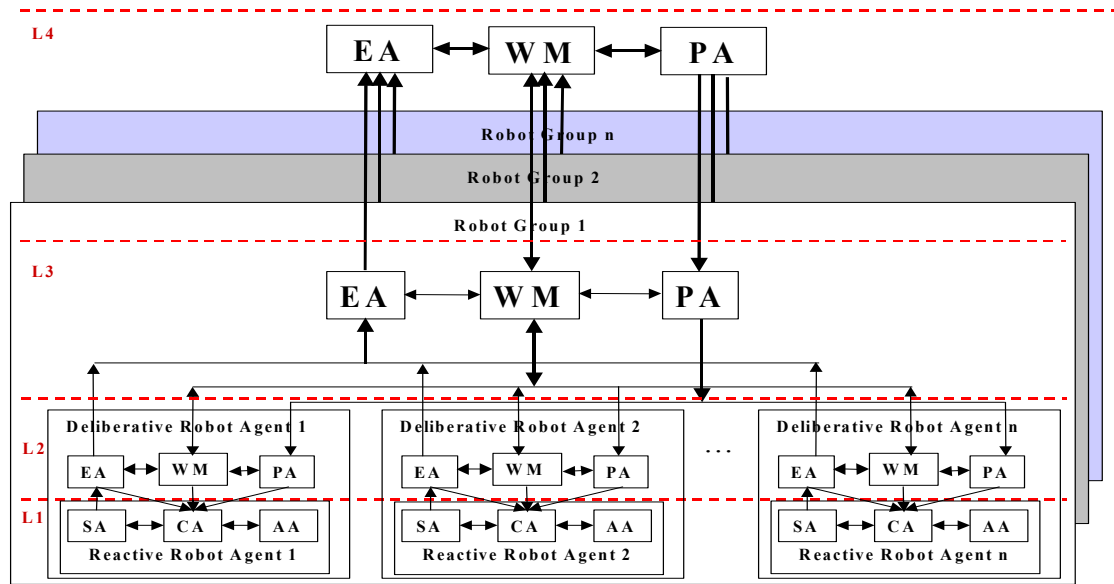 L4
EA WM PA
Robot Group n
Robot Group 2
Robot Group 1
L3
EA WM PA
Deliberative Robot Agent 1 Deliberative Robot Agent 2 Deliberative Robot Agent n
L2
EA WM PA EA WM PA ... EA WM PA
L1
SA CA AA SA CA AA SA CA AA
Reactive Robot Agent 1 Reactive Robot Agent 2 Reactive Robot Agent n